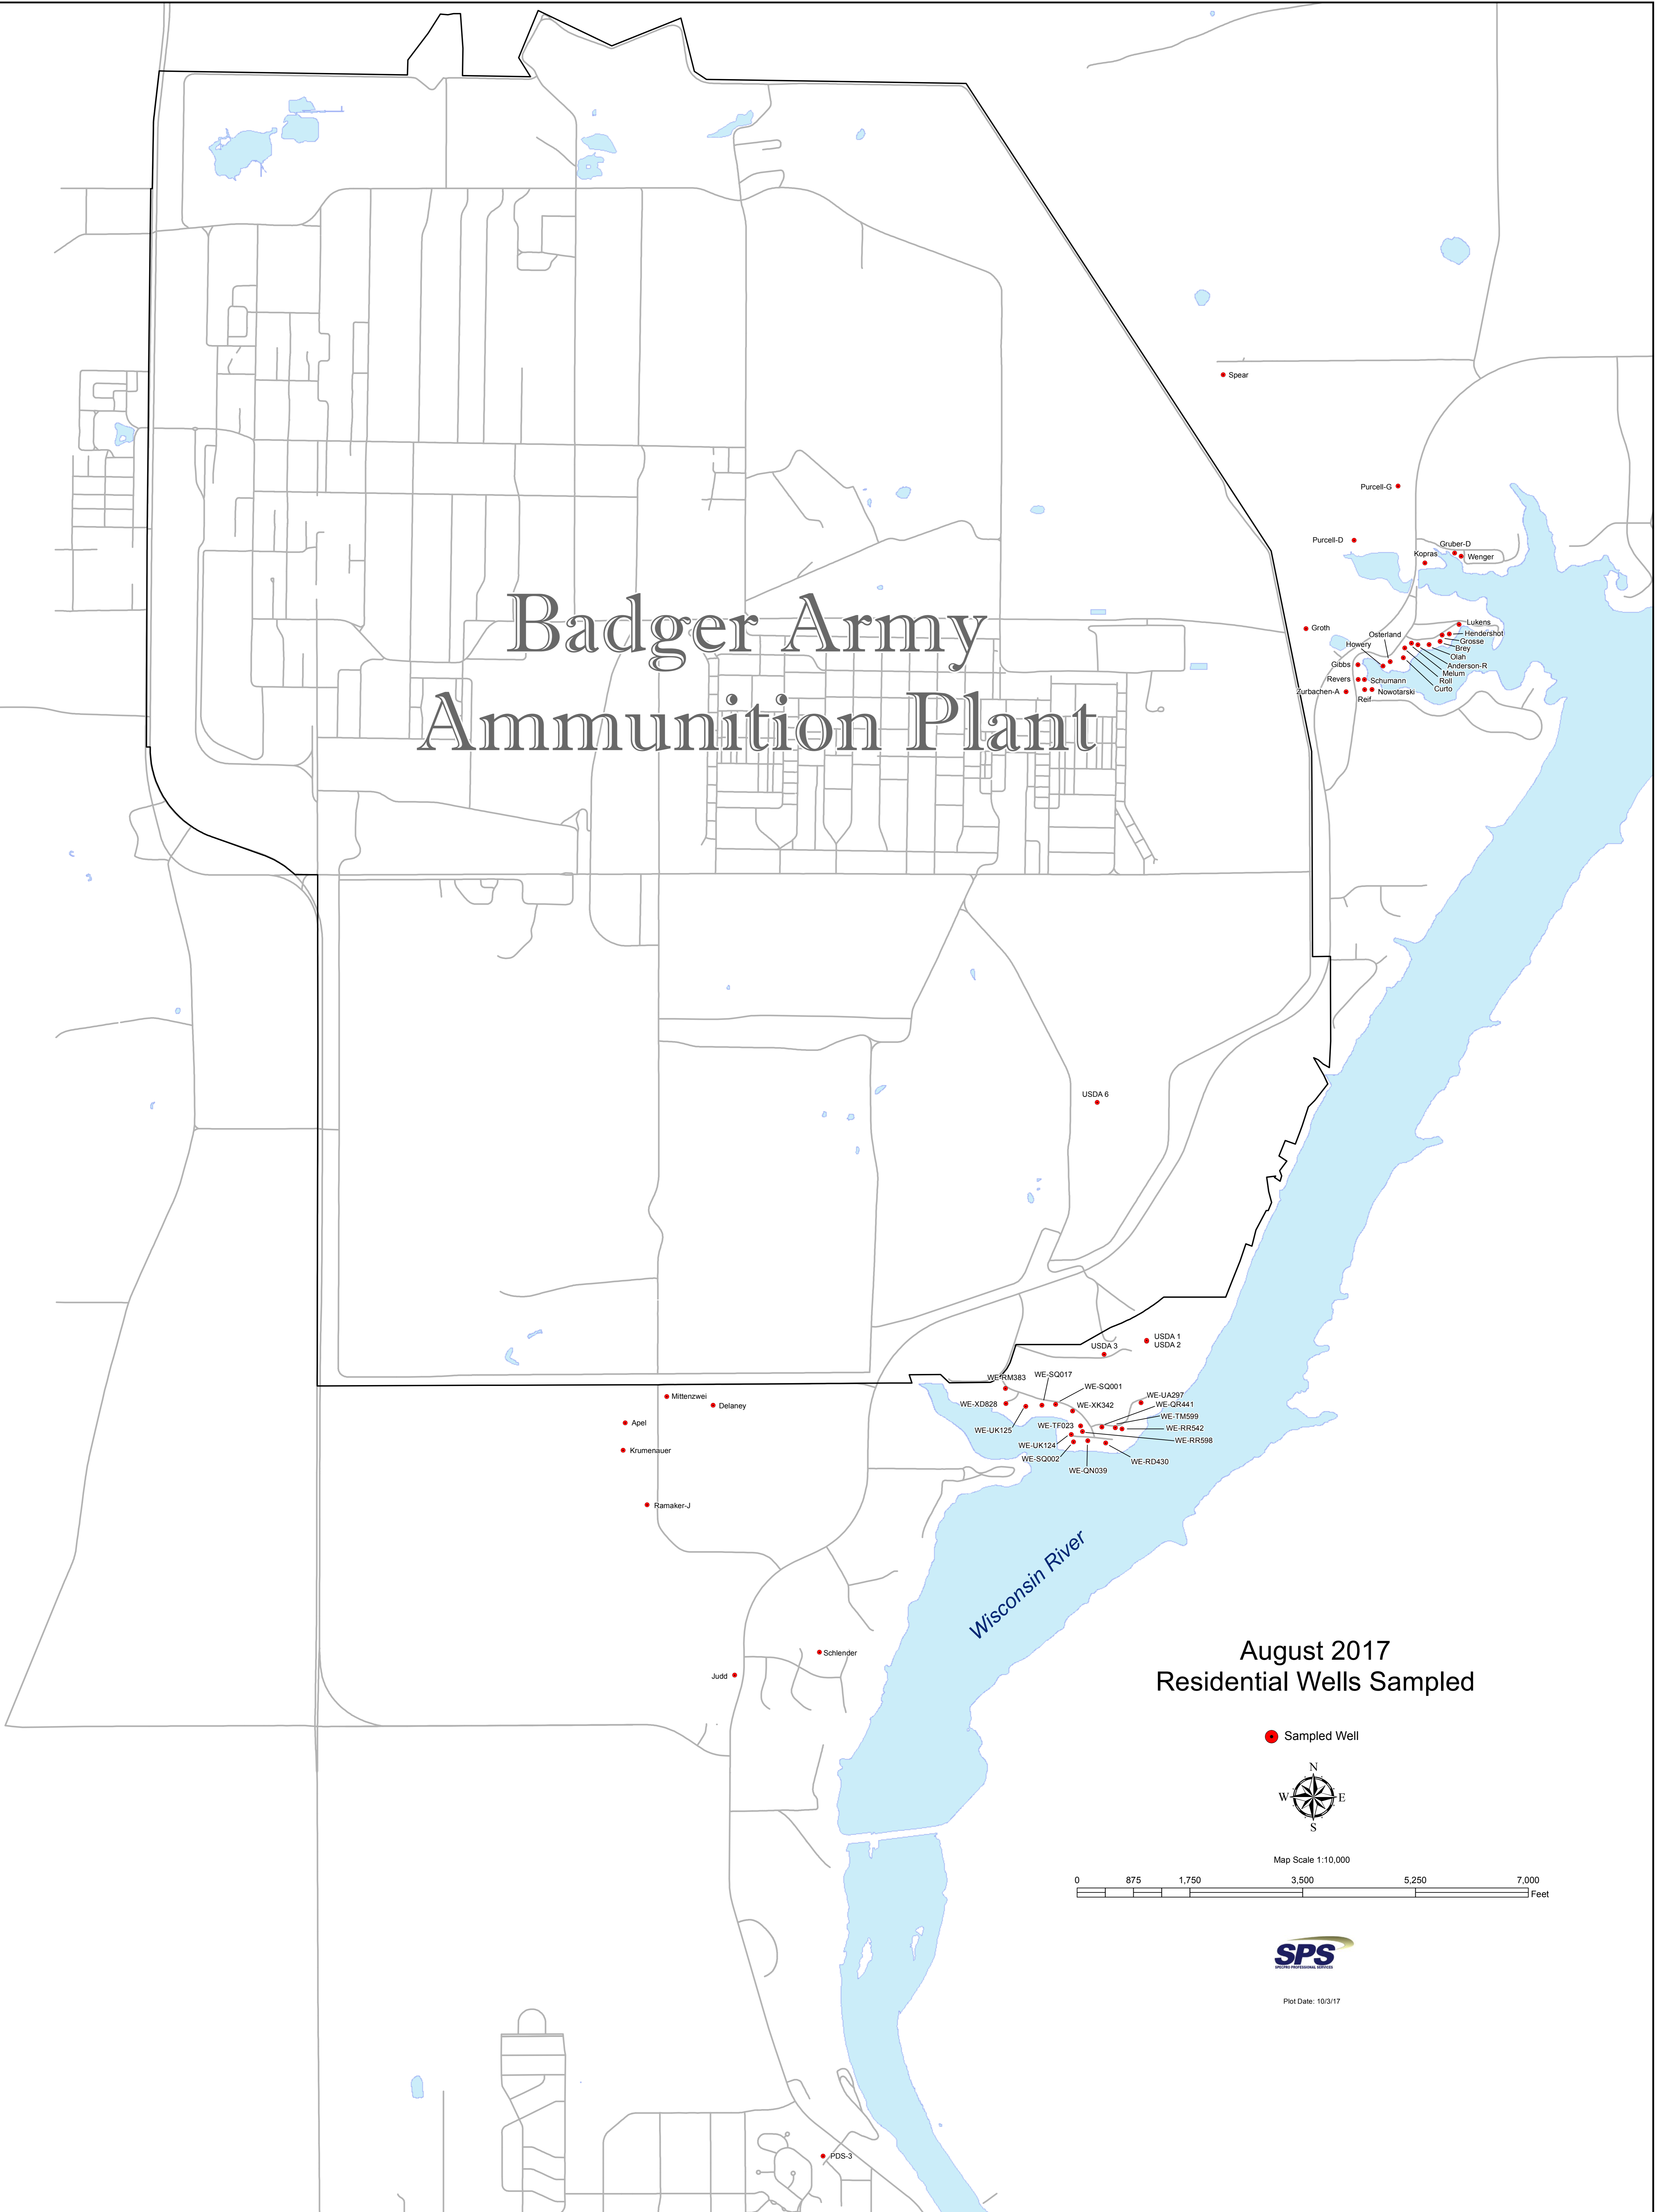 Spear
Purcell-G
Purcell-D
Gruber-D
Kopras
Wenger
Badger Army
Ammunition Plant
Groth
Lukens
Osterland
Hendershot
Howery
Grosse
Brey
Olah
Gibbs
Anderson-R
Melum
Revers
Schumann
Roll
Curto
Zurbachen-A
Nowotarski
Reif
USDA 6
USDA 1
USDA 2
USDA 3
WE-RM383
WE-SQ017
WE-SQ001
WE-UA297
WE-XD828
WE-XK342
WE-QR441
WE-TM599
WE-TF023
WE-UK125
WE-RR542
WE-RR598
WE-UK124
WE-SQ002
WE-RD430
WE-QN039
Mittenzwei
Delaney
Apel
Krumenauer
Ramaker-J
Wisconsin River
Schlender
Judd
August 2017
Residential Wells Sampled
Sampled Well
N
W E
S
Map Scale 1:10,000
0 875 1,750 3,500 5,250 7,000
Feet
SPS
SPECPRO PROFESSIONAL SERVICES
Plot Date: 10/3/17
PDS-3